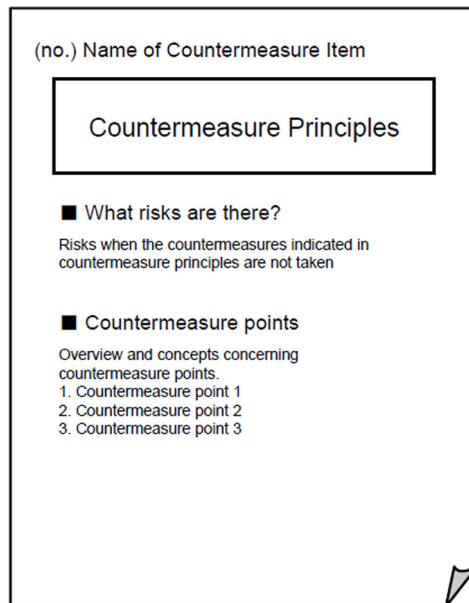 (no.) Name of Countermeasure Item
Countermeasure Principles
■ What risks are there?
Risks when the countermeasures indicated in
countermeasure principles are not taken
■ Countermeasure points
Overview and concepts concerning
countermeasure points.
1. Countermeasure point 1
2. Countermeasure point 2
3. Countermeasure point 3